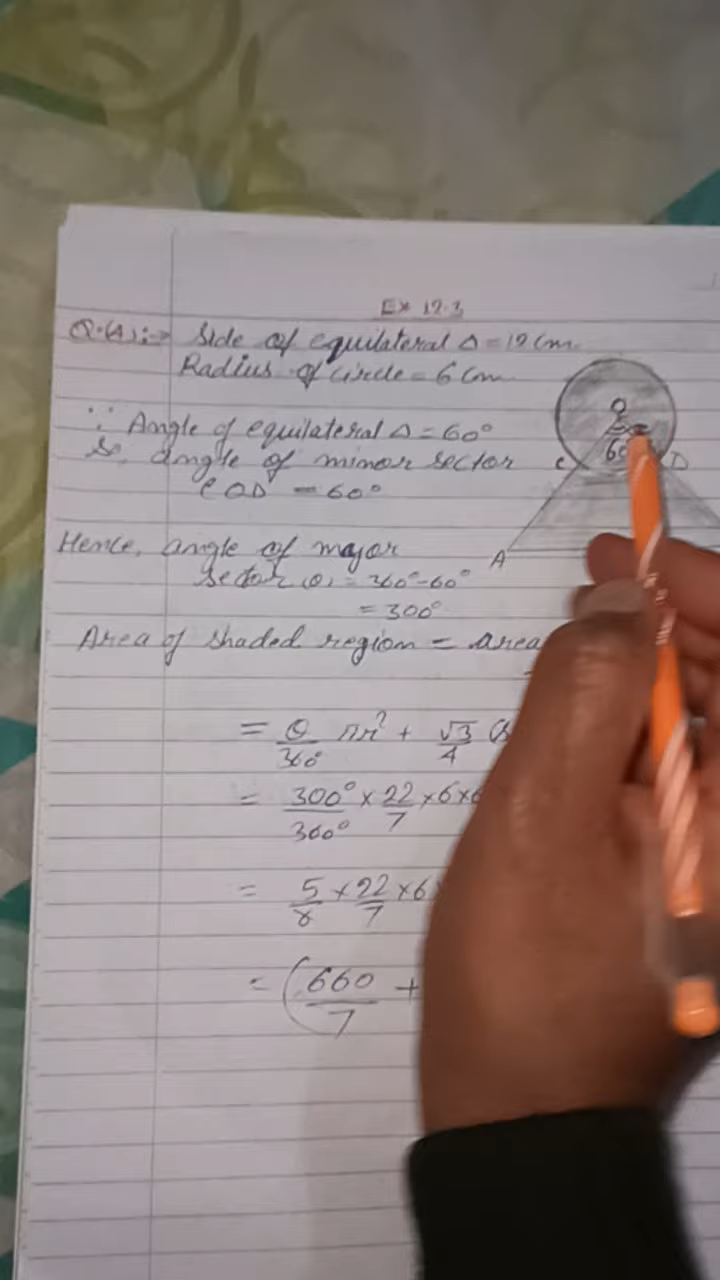 Ex 12.3
Q.(4):→ Side of equilateral Δ = 12 cm
Radius of circle = 6 cm
∵ Angle of equilateral Δ = 60°
So, angle of minor sector
COD = 60°
O
60
C
D
A
Hence, angle of major
sector (θ) = 360° - 60°
= 300°
Area of shaded region = area
= θ/360° πr² + √3/4 (s
= 300°/360° × 22/7 × 6 × 6
= 5/6 × 22/7 × 6
= (660/7 +